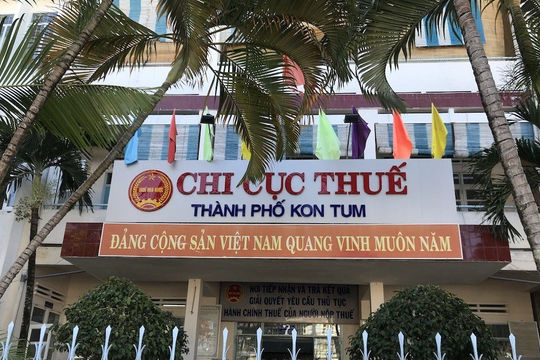 CHI CỤC THUẾ
THÀNH PHỐ KON TUM
ĐẢNG CỘNG SẢN VIỆT NAM QUANG VINH MUÔN NĂM
NƠI TIẾP NHẬN VÀ TRẢ KẾT QUẢ
GIẢI QUYẾT YÊU CẦU THỦ TỤC
HÀNH CHÍNH THUẾ CỦA NGƯỜI NỘP THUẾ